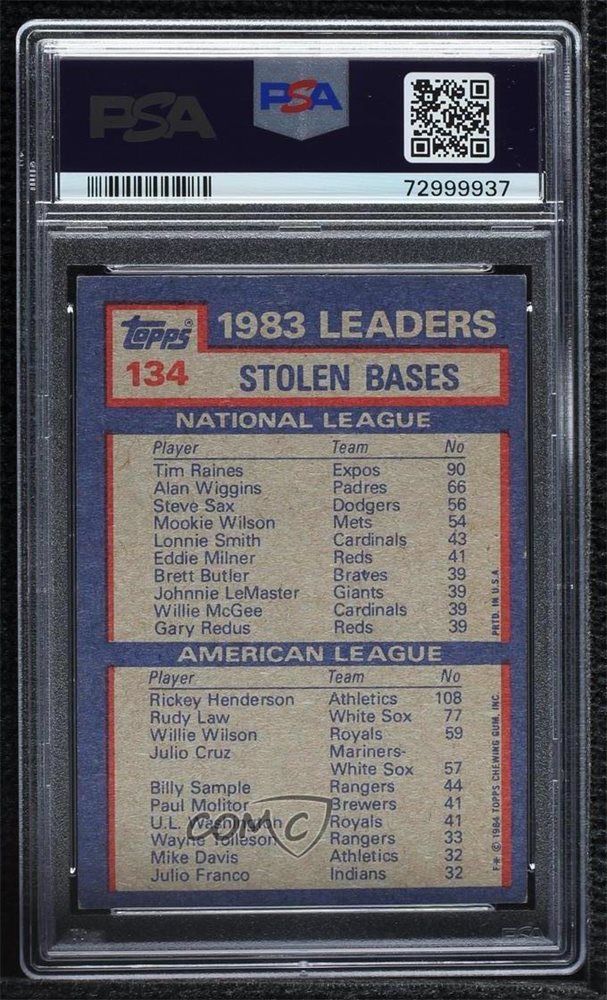 PSA
PSA
72999937
topps®
1983 LEADERS
134
STOLEN BASES
NATIONAL LEAGUE
Player Team No
Tim Raines Expos 90
Alan Wiggins Padres 66
Steve Sax Dodgers 56
Mookie Wilson Mets 54
Lonnie Smith Cardinals 43
Eddie Milner Reds 41
Brett Butler Braves 39
Johnnie LeMaster Giants 39
Willie McGee Cardinals 39
Gary Redus Reds 39
PRTD. IN U.S.A.
AMERICAN LEAGUE
Player Team No
Rickey Henderson Athletics 108
Rudy Law White Sox 77
Willie Wilson Royals 59
Julio Cruz Mariners-
White Sox 57
Billy Sample Rangers 44
Paul Molitor Brewers 41
U.L. Washington Royals 41
Wayne Tolleson Rangers 33
Mike Davis Athletics 32
Julio Franco Indians 32
F* © 1984 TOPPS CHEWING GUM, INC.
COMC
PSA